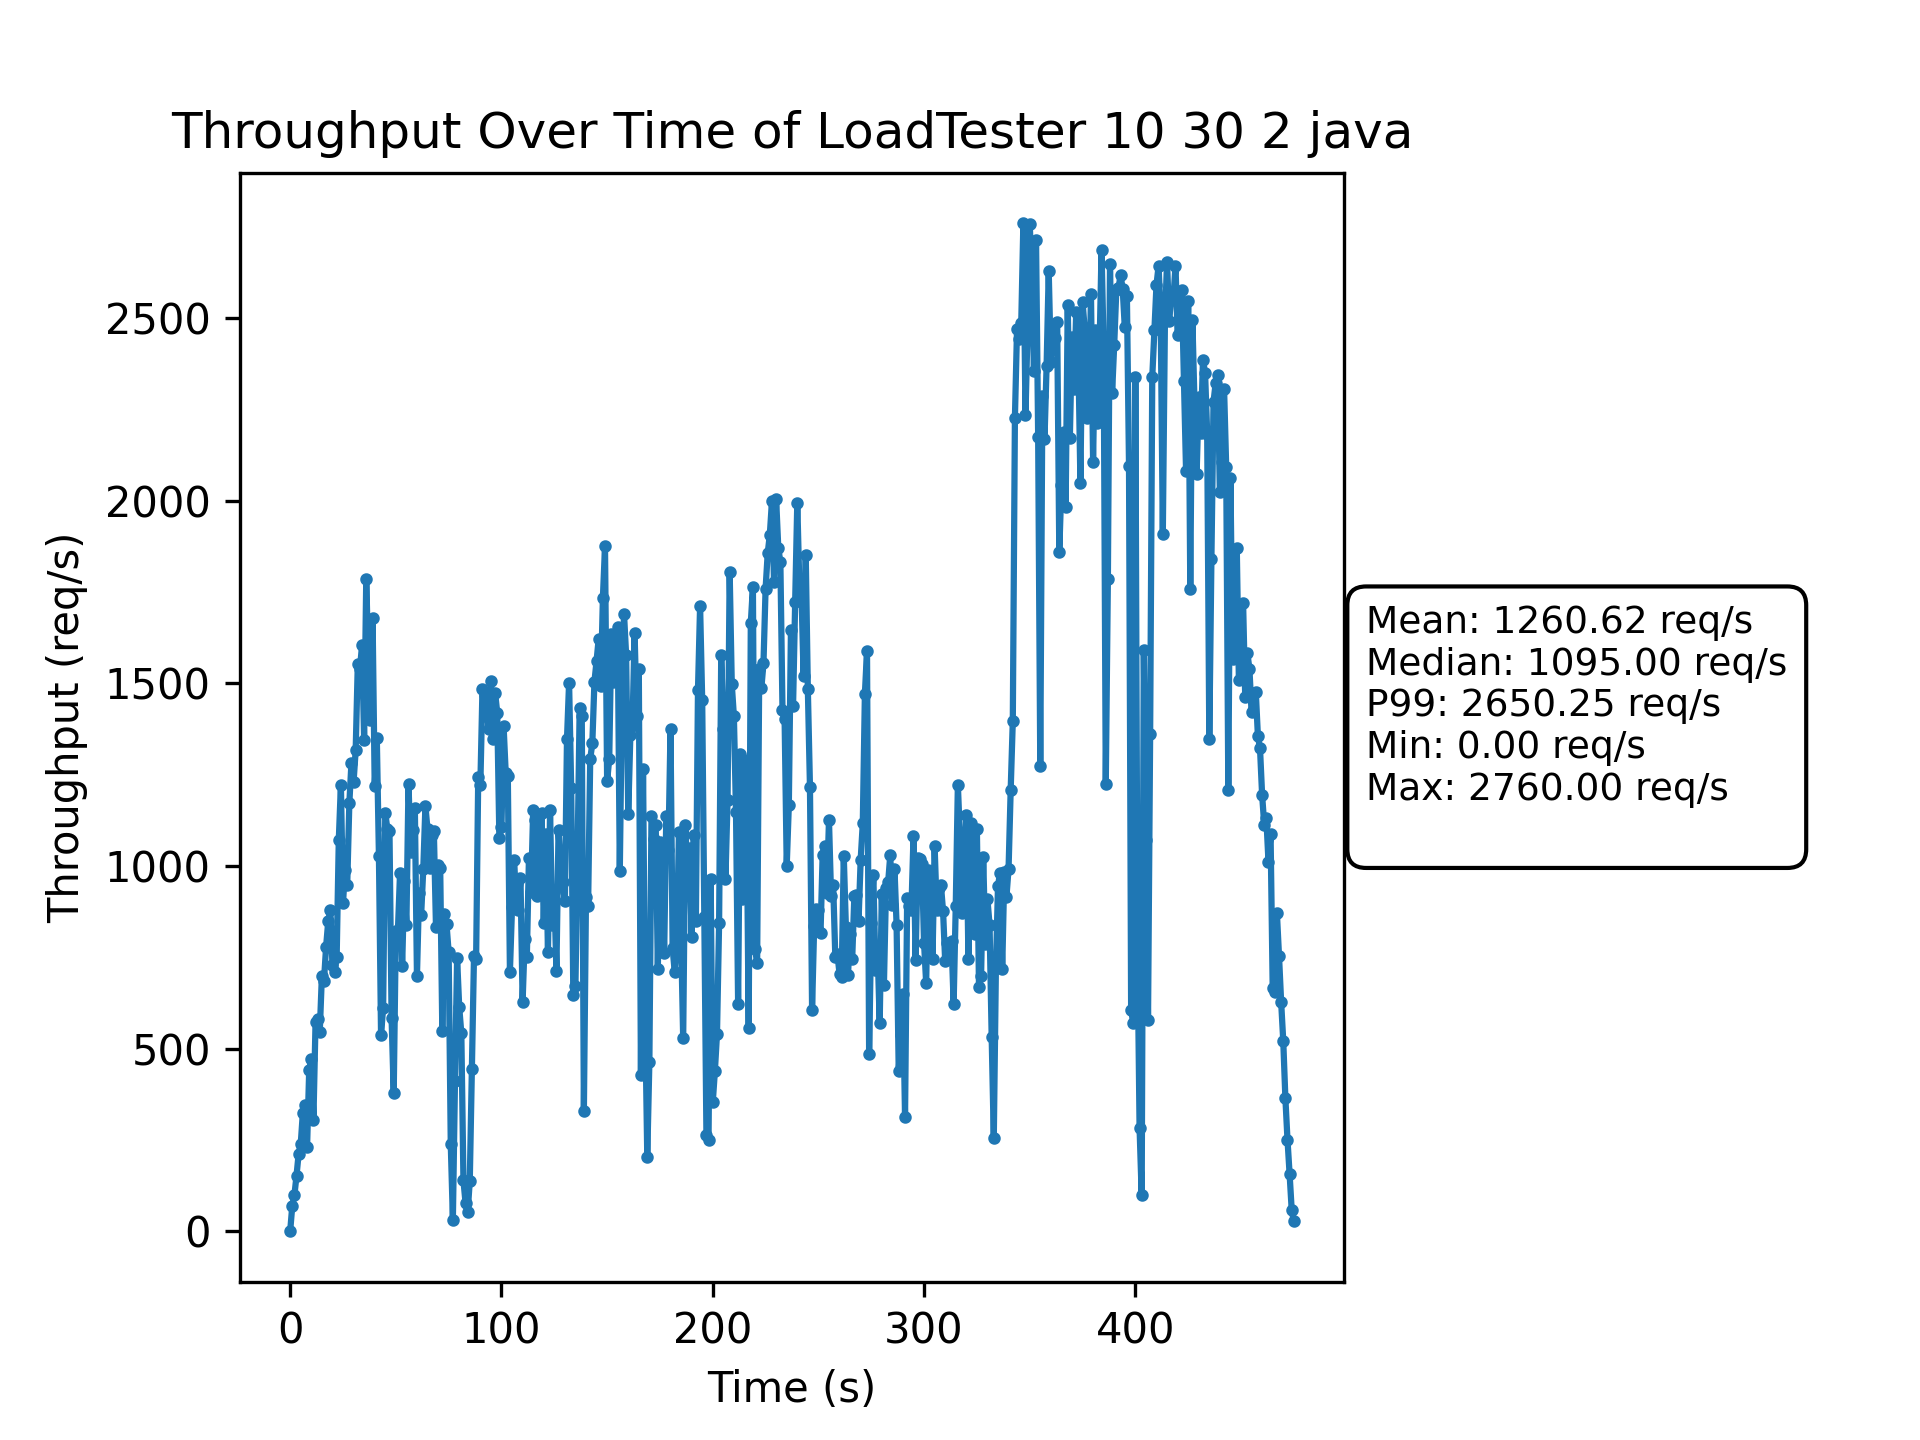 Throughput Over Time of LoadTester 10 30 2 java
Throughput (req/s)
2500
2000
1500
1000
500
0
0 100 200 300 400
Time (s)
Mean: 1260.62 req/s
Median: 1095.00 req/s
P99: 2650.25 req/s
Min: 0.00 req/s
Max: 2760.00 req/s